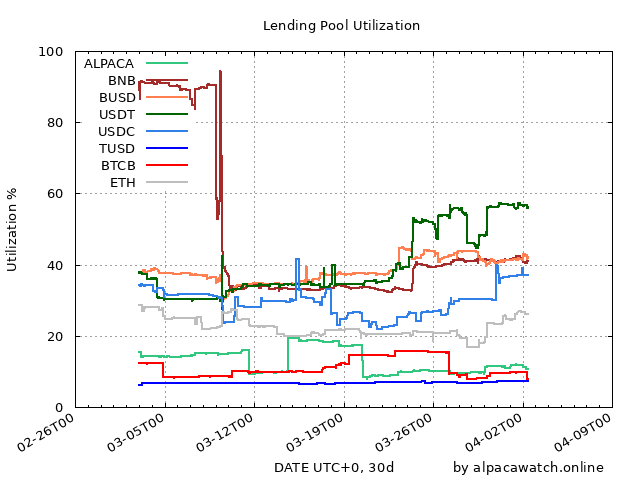 Lending Pool Utilization
100
80
60
40
20
0
Utilization %
ALPACA
BNB
BUSD
USDT
USDC
TUSD
BTCB
ETH
02-26T00
03-05T00
03-12T00
03-19T00
03-26T00
04-02T00
04-09T00
DATE UTC+0, 30d
by alpacawatch.online